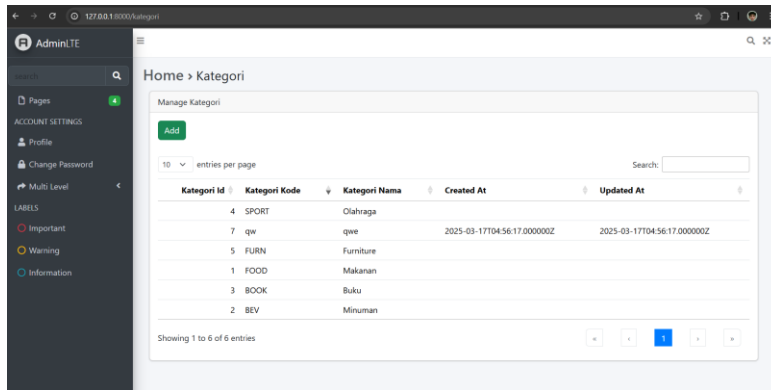 127.0.0.1:8000/kategori
AdminLTE
search
Home › Kategori
Pages 4
ACCOUNT SETTINGS
Profile
Change Password
Multi Level
LABELS
Important
Warning
Information
Manage Kategori
Add
10 entries per page
Search:
Kategori Id Kategori Kode Kategori Nama Created At Updated At
4 SPORT Olahraga
7 qw qwe 2025-03-17T04:56:17.000000Z 2025-03-17T04:56:17.000000Z
5 FURN Furniture
1 FOOD Makanan
3 BOOK Buku
2 BEV Minuman
Showing 1 to 6 of 6 entries
« ‹ 1 › »